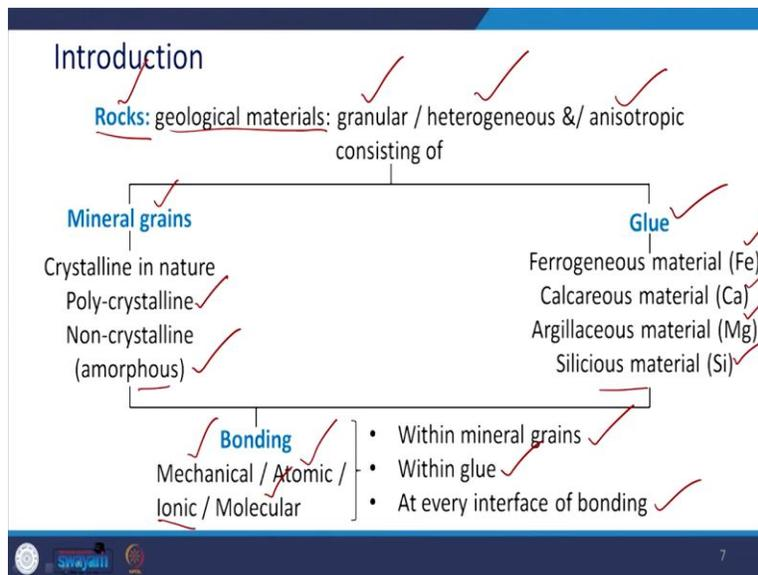 Introduction
Rocks: geological materials: granular / heterogeneous &/ anisotropic
consisting of
Mineral grains
Crystalline in nature
Poly-crystalline
Non-crystalline
(amorphous)
Glue
Ferrogeneous material (Fe)
Calcareous material (Ca)
Argillaceous material (Mg)
Silicious material (Si)
Bonding
Mechanical / Atomic /
Ionic / Molecular
• Within mineral grains
• Within glue
• At every interface of bonding
swayam
7